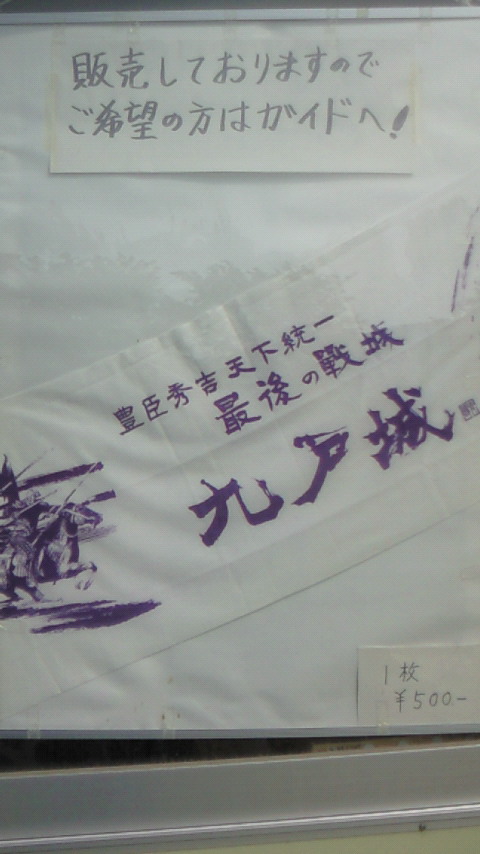 販売しておりますので
ご希望の方はガイドへ!
豊臣秀吉天下統一
最後の戦城
九戸城
1枚
¥500.-